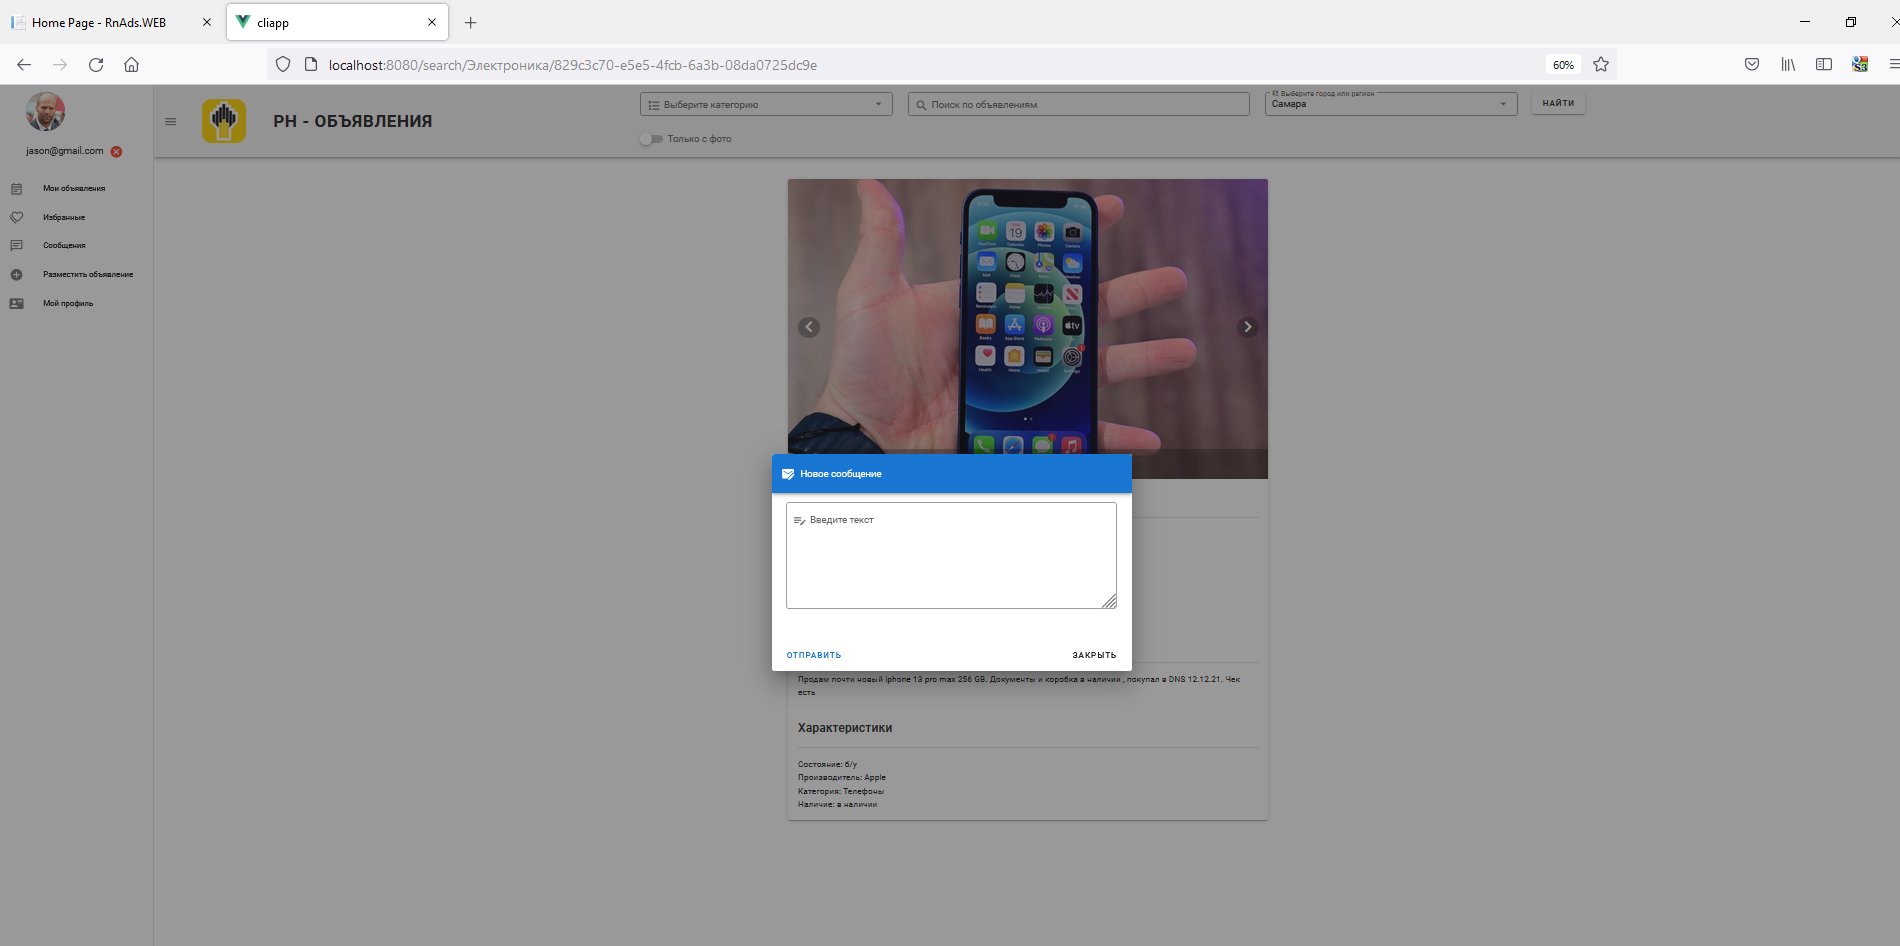 Home Page - RnAds.WEB
cliapp
localhost:8080/search/Электроника/829c3c70-e5e5-4fcb-6a3b-08da0725dc9e
60%
jason@gmail.com
Мои объявления
Избранные
Сообщения
Разместить объявление
Мой профиль
РН - ОБЪЯВЛЕНИЯ
Выберите категорию
Поиск по объявлениям
Выберите город или регион
Самара
НАЙТИ
Только с фото
19
tv
Новое сообщение
Введите текст
ОТПРАВИТЬ
ЗАКРЫТЬ
Продам почти новый iphone 13 pro max 256 GB. Документы и коробка в наличии , покупал в DNS 12.12.21. Чек
есть
Характеристики
Состояние: б/у
Производитель: Apple
Категория: Телефоны
Наличие: в наличии